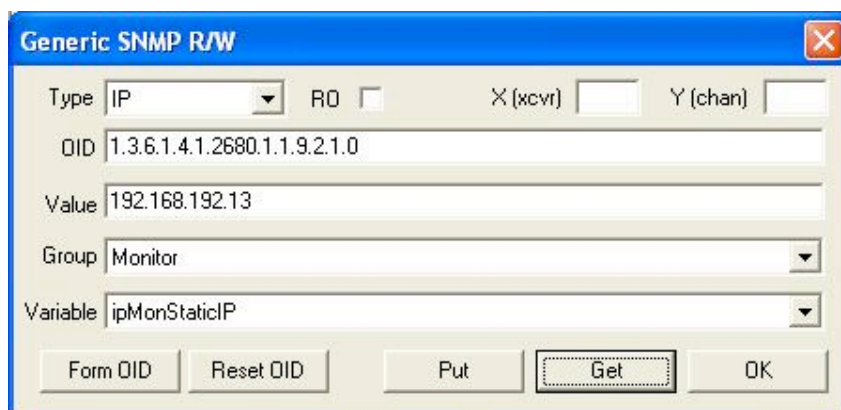 Generic SNMP R/W
Type IP RO X (xcvr) Y (chan)
OID 1.3.6.1.4.1.2680.1.1.9.2.1.0
Value 192.168.192.13
Group Monitor
Variable ipMonStaticIP
Form OID Reset OID Put Get OK